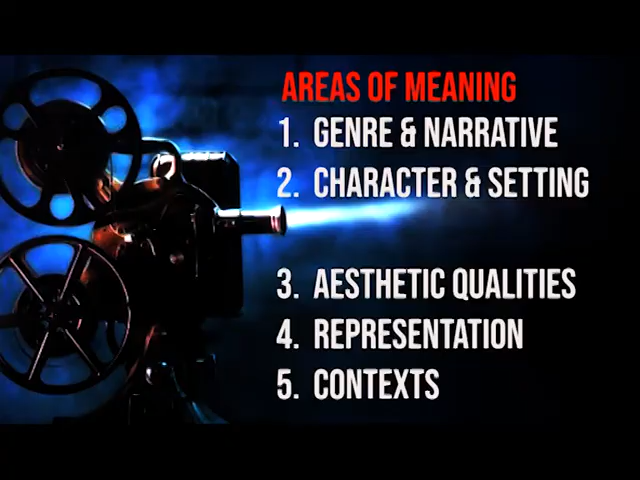 AREAS OF MEANING
1. GENRE & NARRATIVE
2. CHARACTER & SETTING
3. AESTHETIC QUALITIES
4. REPRESENTATION
5. CONTEXTS